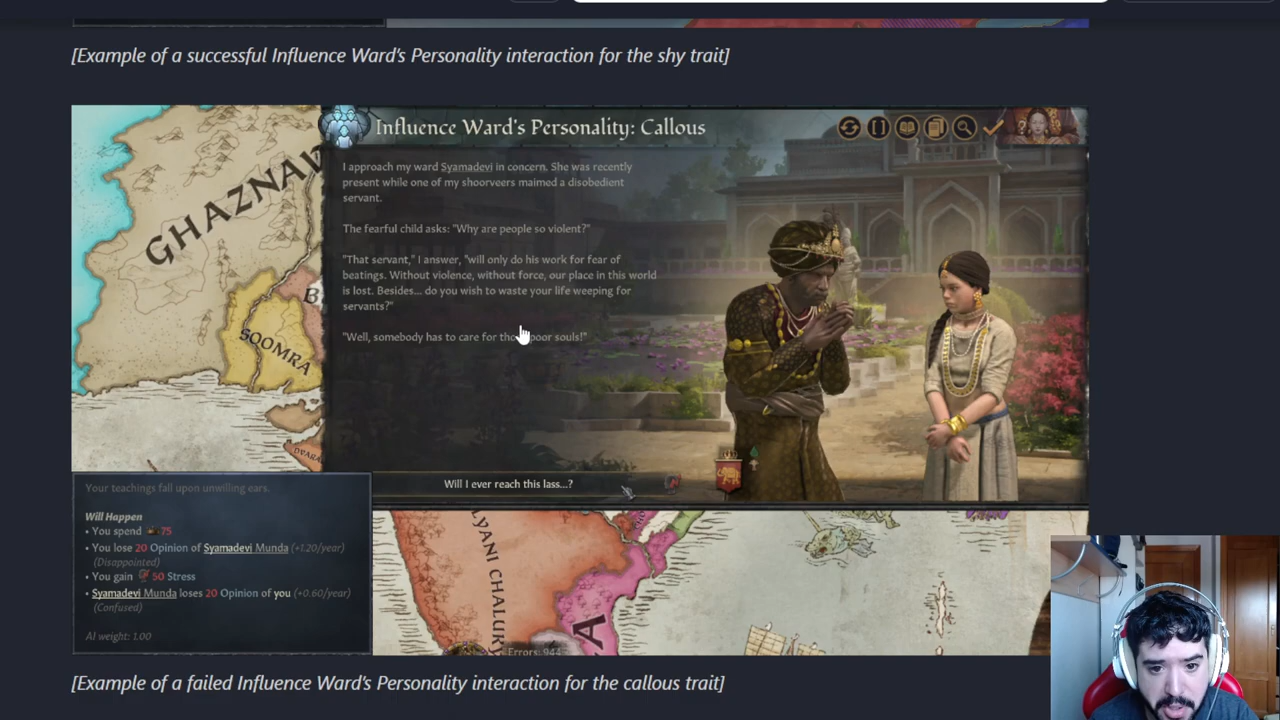 [Example of a successful Influence Ward's Personality interaction for the shy trait]
Influence Ward's Personality: Callous
I approach my ward Syamadevi in concern. She was recently
present while one of my shoorveers maimed a disobedient
servant.
The fearful child asks: "Why are people so violent?"
"That servant," I answer, "will only do his work for fear of
beatings. Without violence, without force, our place in this world
is lost. Besides... do you wish to waste your life weeping for
servants?"
"Well, somebody has to care for poor souls!"
Will I ever reach this lass...?
GHAZNAV
SOOMRA
B
DVARA
LYANI CHALUK
A
Your teachings fall upon unwilling ears.
Will Happen
• You spend 75
• You lose 20 Opinion of Syamadevi Munda (+1.20/year)
(Disappointed)
• You gain 50 Stress
• Syamadevi Munda loses 20 Opinion of you (+0.60/year)
(Confused)
AI weight: 1.00
Errors: 944
[Example of a failed Influence Ward's Personality interaction for the callous trait]